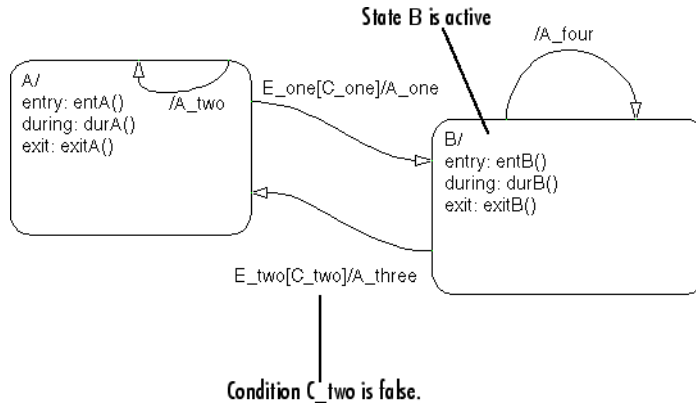 State B is active
/A_four
A/
entry: entA()
during: durA()
exit: exitA()
/A_two
E_one[C_one]/A_one
B/
entry: entB()
during: durB()
exit: exitB()
E_two[C_two]/A_three
Condition C_two is false.